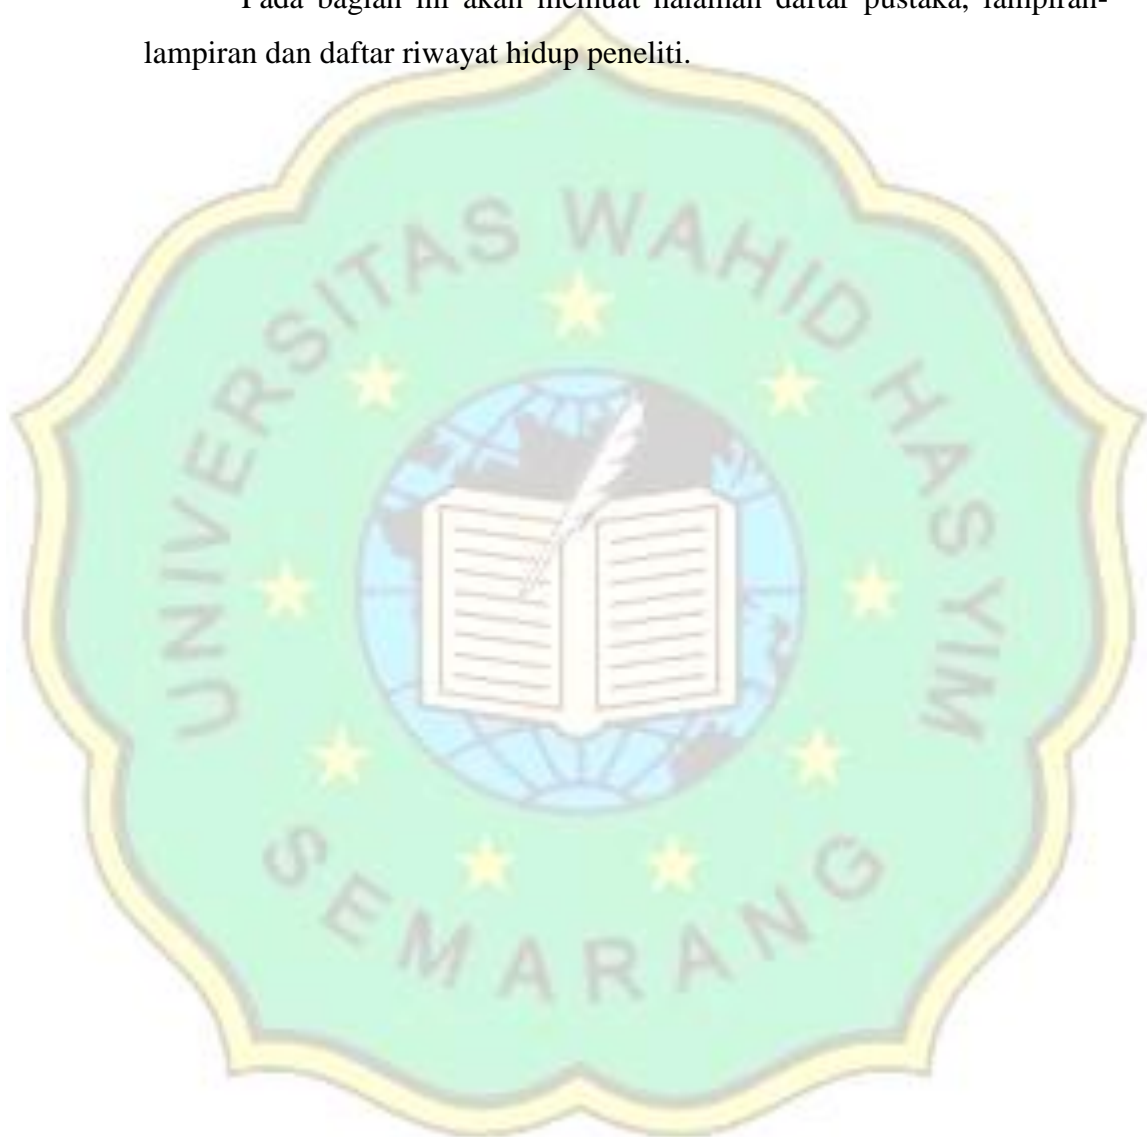 Pada bagian ini akan memuat halaman daftar pustaka, lampiran-
lampiran dan daftar riwayat hidup peneliti.
UNIVERSITAS WAHID HASYIM
SEMARANG